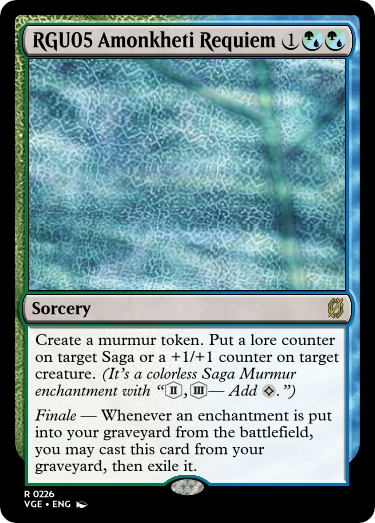 RGU05 Amonkheti Requiem 1
Sorcery
Create a murmur token. Put a lore counter
on target Saga or a +1/+1 counter on target
creature. (It's a colorless Saga Murmur
enchantment with “II, III— Add .”)
Finale — Whenever an enchantment is put
into your graveyard from the battlefield,
you may cast this card from your
graveyard, then exile it.
R 0226
VGE • ENG